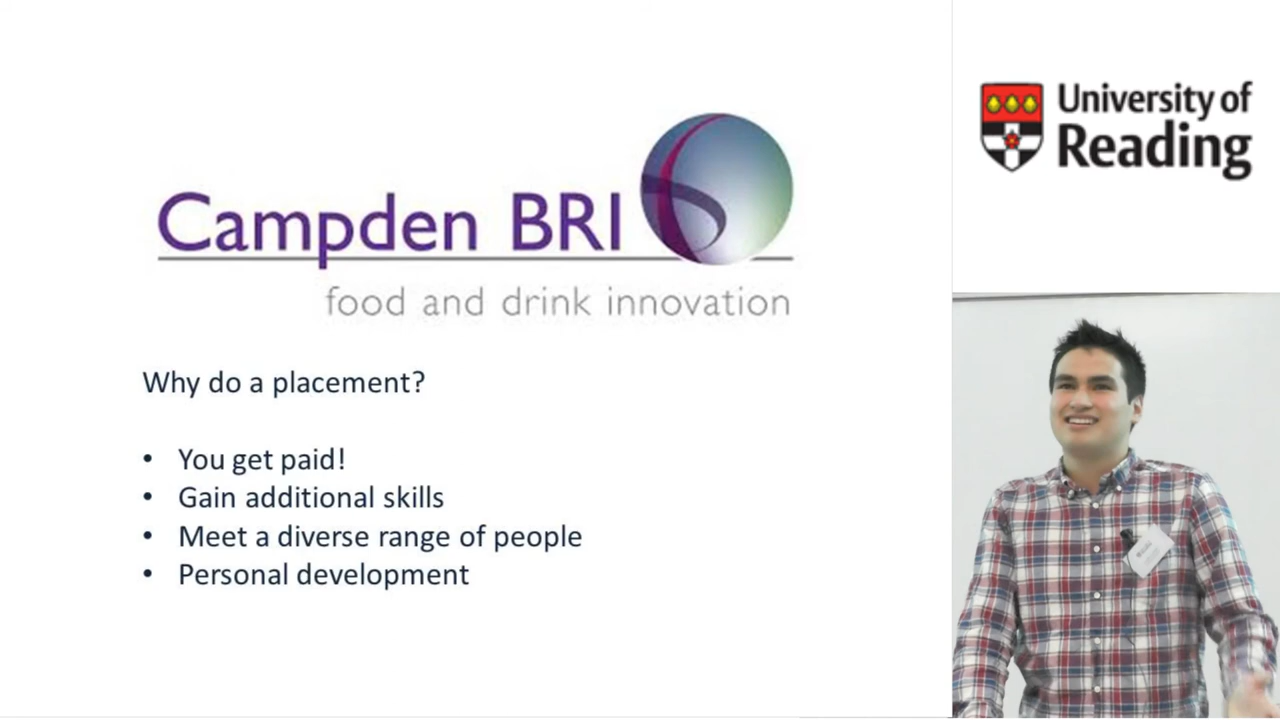 Campden BRI
food and drink innovation
Why do a placement?
• You get paid!
• Gain additional skills
• Meet a diverse range of people
• Personal development
University of
Reading